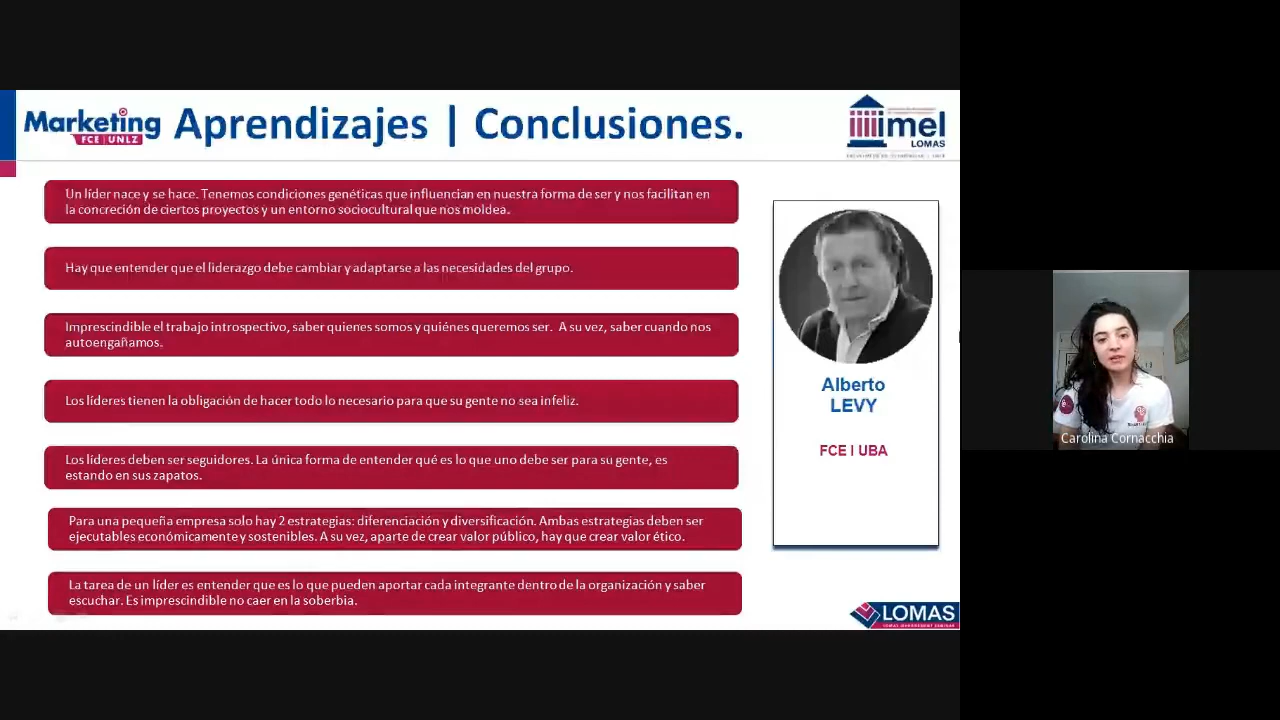 Marketing
FCE | UNLZ
Aprendizajes | Conclusiones.
imel
LOMAS
Un líder nace y se hace. Tenemos condiciones genéticas que influencian en nuestra forma de ser y nos facilitan en
la concreción de ciertos proyectos y un entorno sociocultural que nos moldea.
Hay que entender que el liderazgo debe cambiar y adaptarse a las necesidades del grupo.
Imprescindible el trabajo introspectivo, saber quienes somos y quiénes queremos ser. A su vez, saber cuando nos
autoengañamos.
Los líderes tienen la obligación de hacer todo lo necesario para que su gente no sea infeliz.
Los líderes deben ser seguidores. La única forma de entender qué es lo que uno debe ser para su gente, es
estando en sus zapatos.
Para una pequeña empresa solo hay 2 estrategias: diferenciación y diversificación. Ambas estrategias deben ser
ejecutables económicamente y sostenibles. A su vez, aparte de crear valor público, hay que crear valor ético.
La tarea de un líder es entender que es lo que pueden aportar cada integrante dentro de la organización y saber
escuchar. Es imprescindible no caer en la soberbia.
Alberto
LEVY
FCE I UBA
LOMAS
LOMAS MANAGEMENT SEMINAR
Carolina Cornacchia